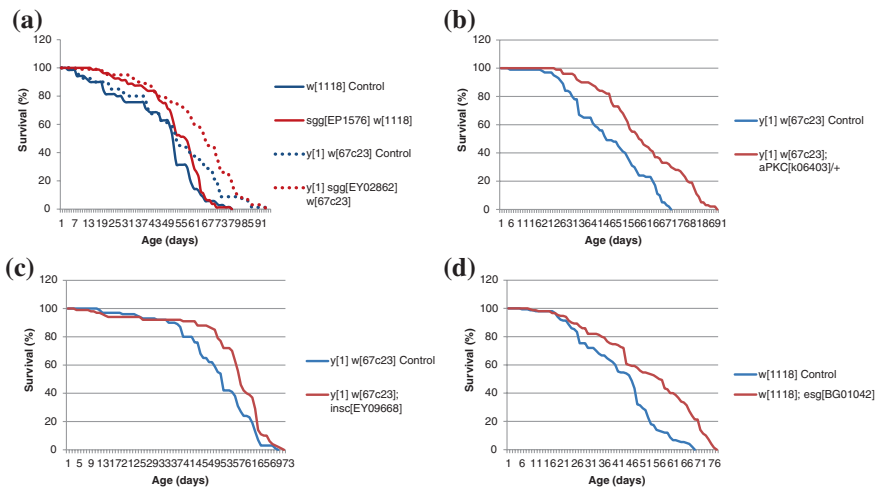 (a)
120
100
80
60
40
20
0
Survival (%)
1 7 13192531374349556167737985 91
Age (days)
w[1118] Control
sgg[EP1576] w[1118]
y[1] w[67c23] Control
y[1] sgg[EY02862]
w[67c23]
(b)
120
100
80
60
40
20
0
Survival (%)
1 6 1116212631364146515661667176818691
Age (days)
y[1] w[67c23] Control
y[1] w[67c23];
aPKC[k06403]/+
(c)
120
100
80
60
40
20
0
Survival (%)
1 5 9 13172125293337414549535761656973
Age (days)
y[1] w[67c23] Control
y[1] w[67c23];
insc[EY09668]
(d)
120
100
80
60
40
20
0
Survival (%)
1 6 11 16 21 26 31 36 41 46 51 56 61 66 71 76
Age (days)
w[1118] Control
w[1118]; esg[BG01042]